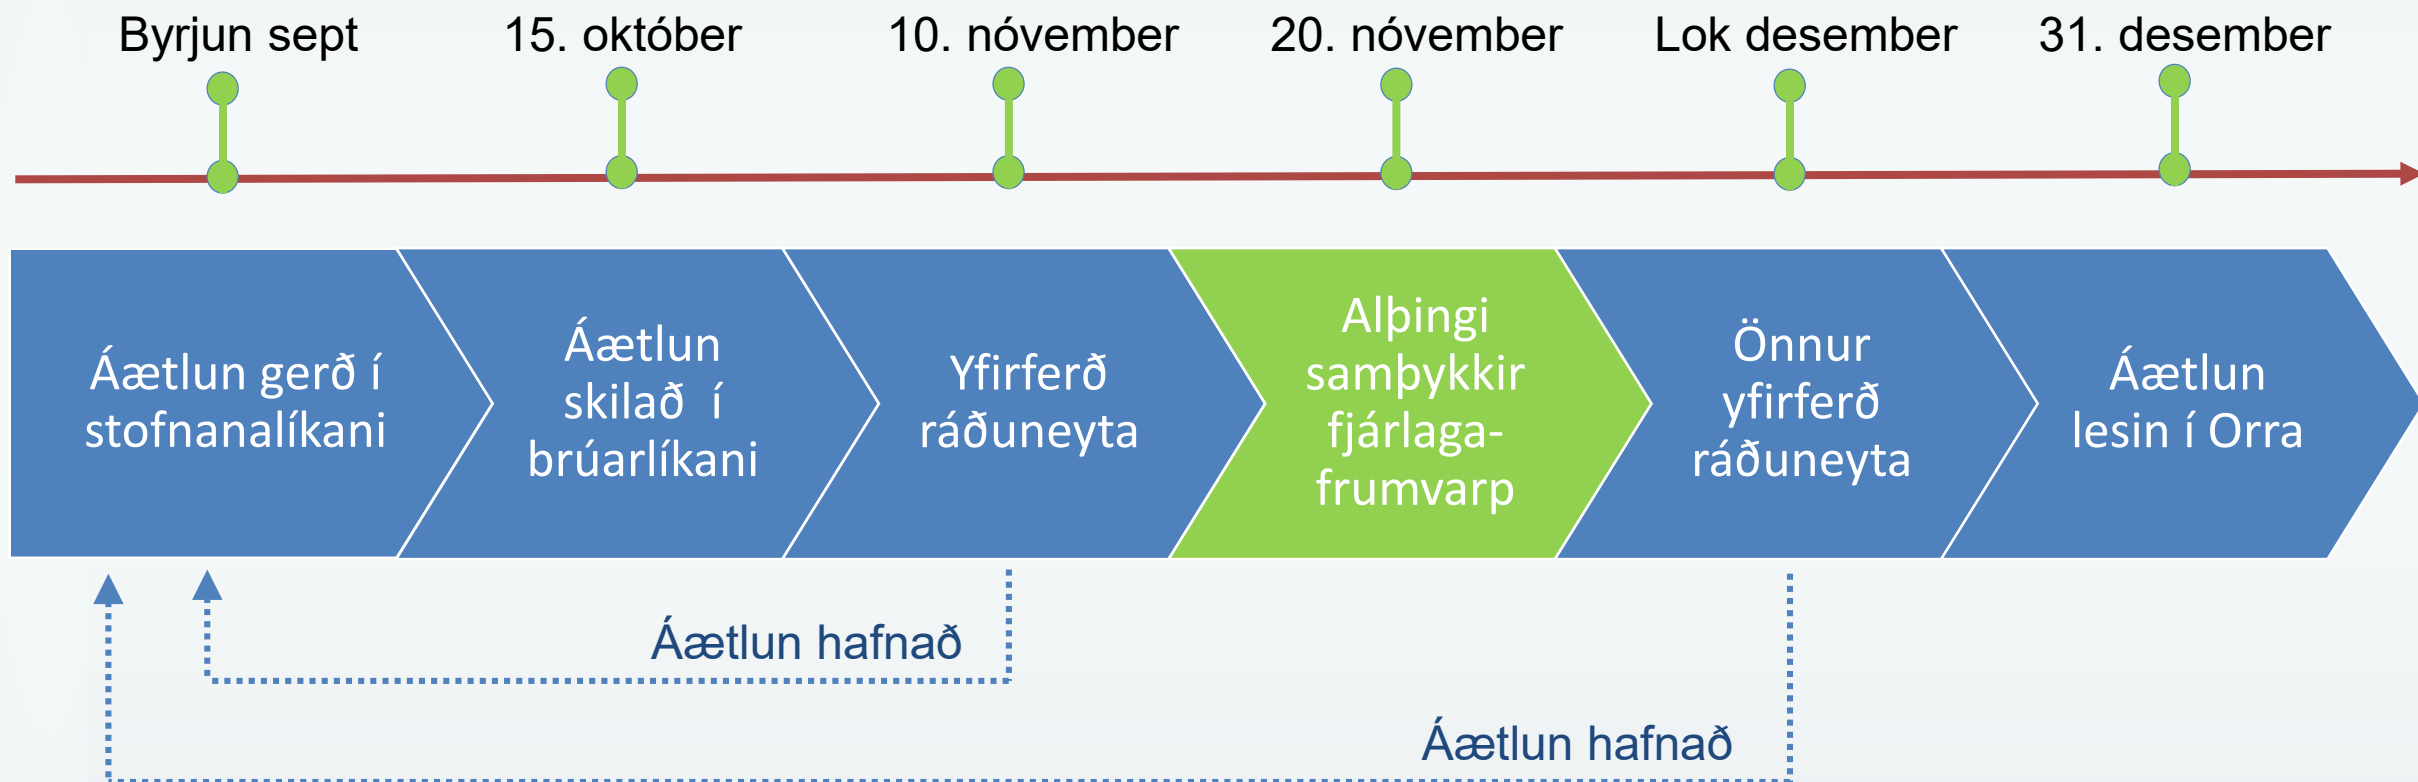 Byrjun sept
15. október
10. nóvember
20. nóvember
Lok desember
31. desember
Áætlun gerð í
stofnanalíkani
Áætlun
skilað í
brúarlíkani
Yfirferð
ráðuneyta
Alþingi
samþykkir
fjárlaga-
frumvarp
Önnur
yfirferð
ráðuneyta
Áætlun
lesin í Orra
Áætlun hafnað
Áætlun hafnað